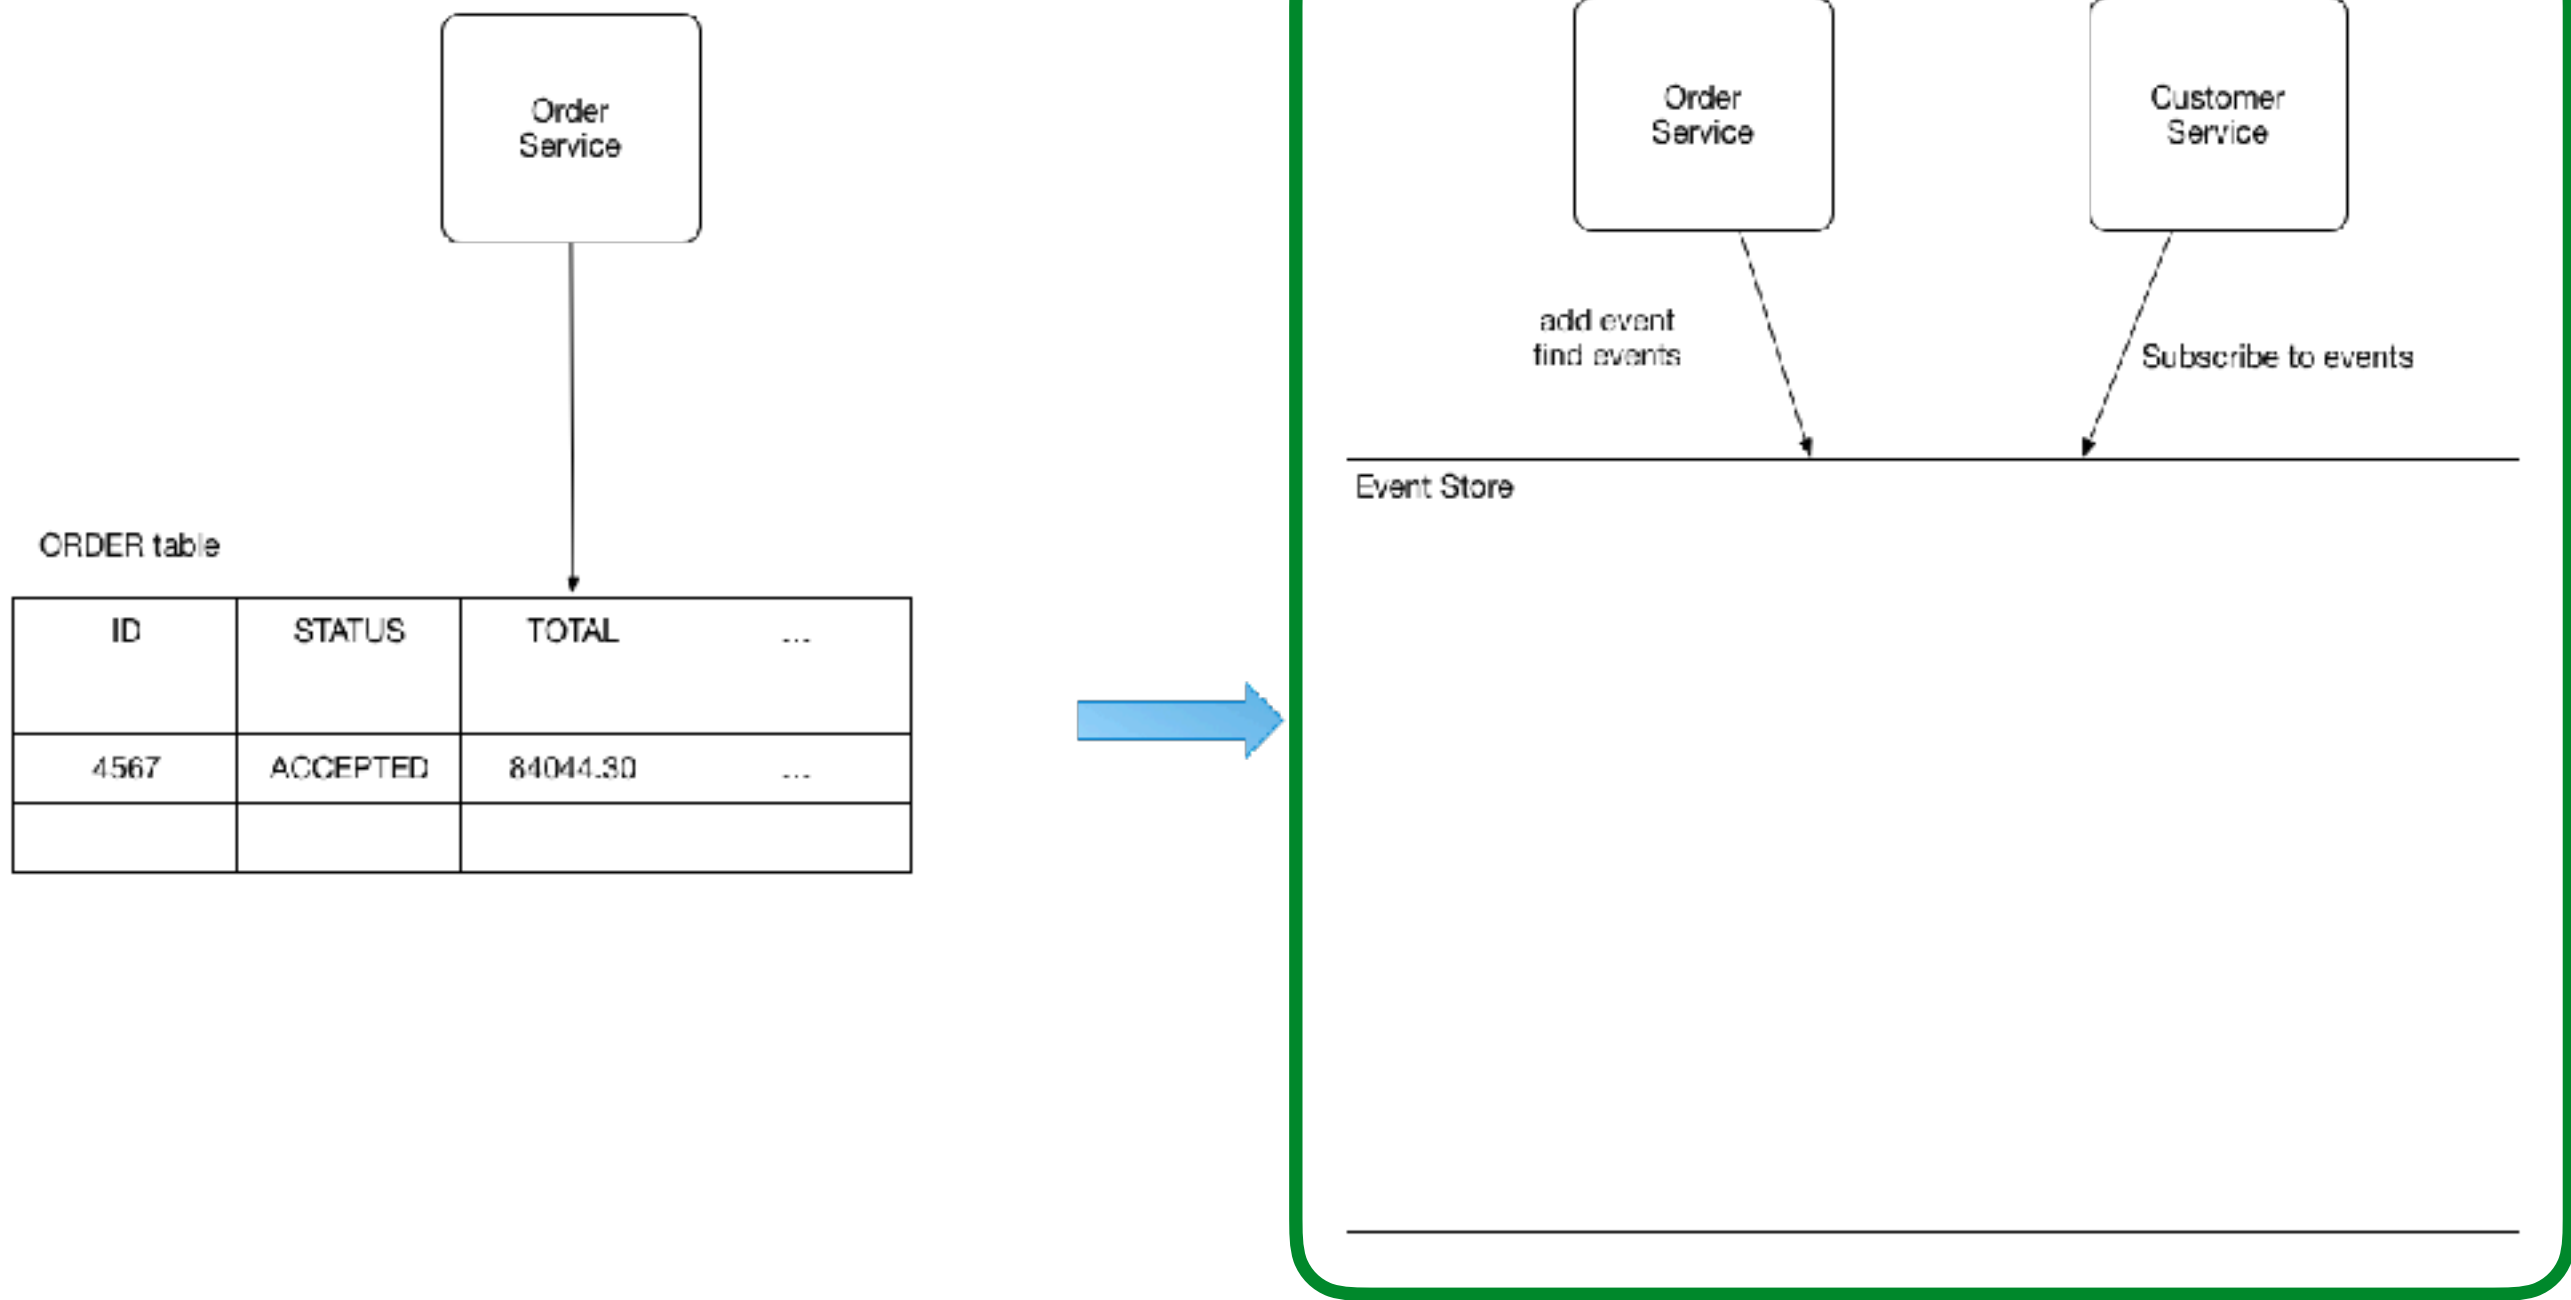 Order
Service
ORDER table
ID STATUS TOTAL ...
4567 ACCEPTED 84044.30 ...
Order
Service
Customer
Service
add event
find events
Subscribe to events
Event Store